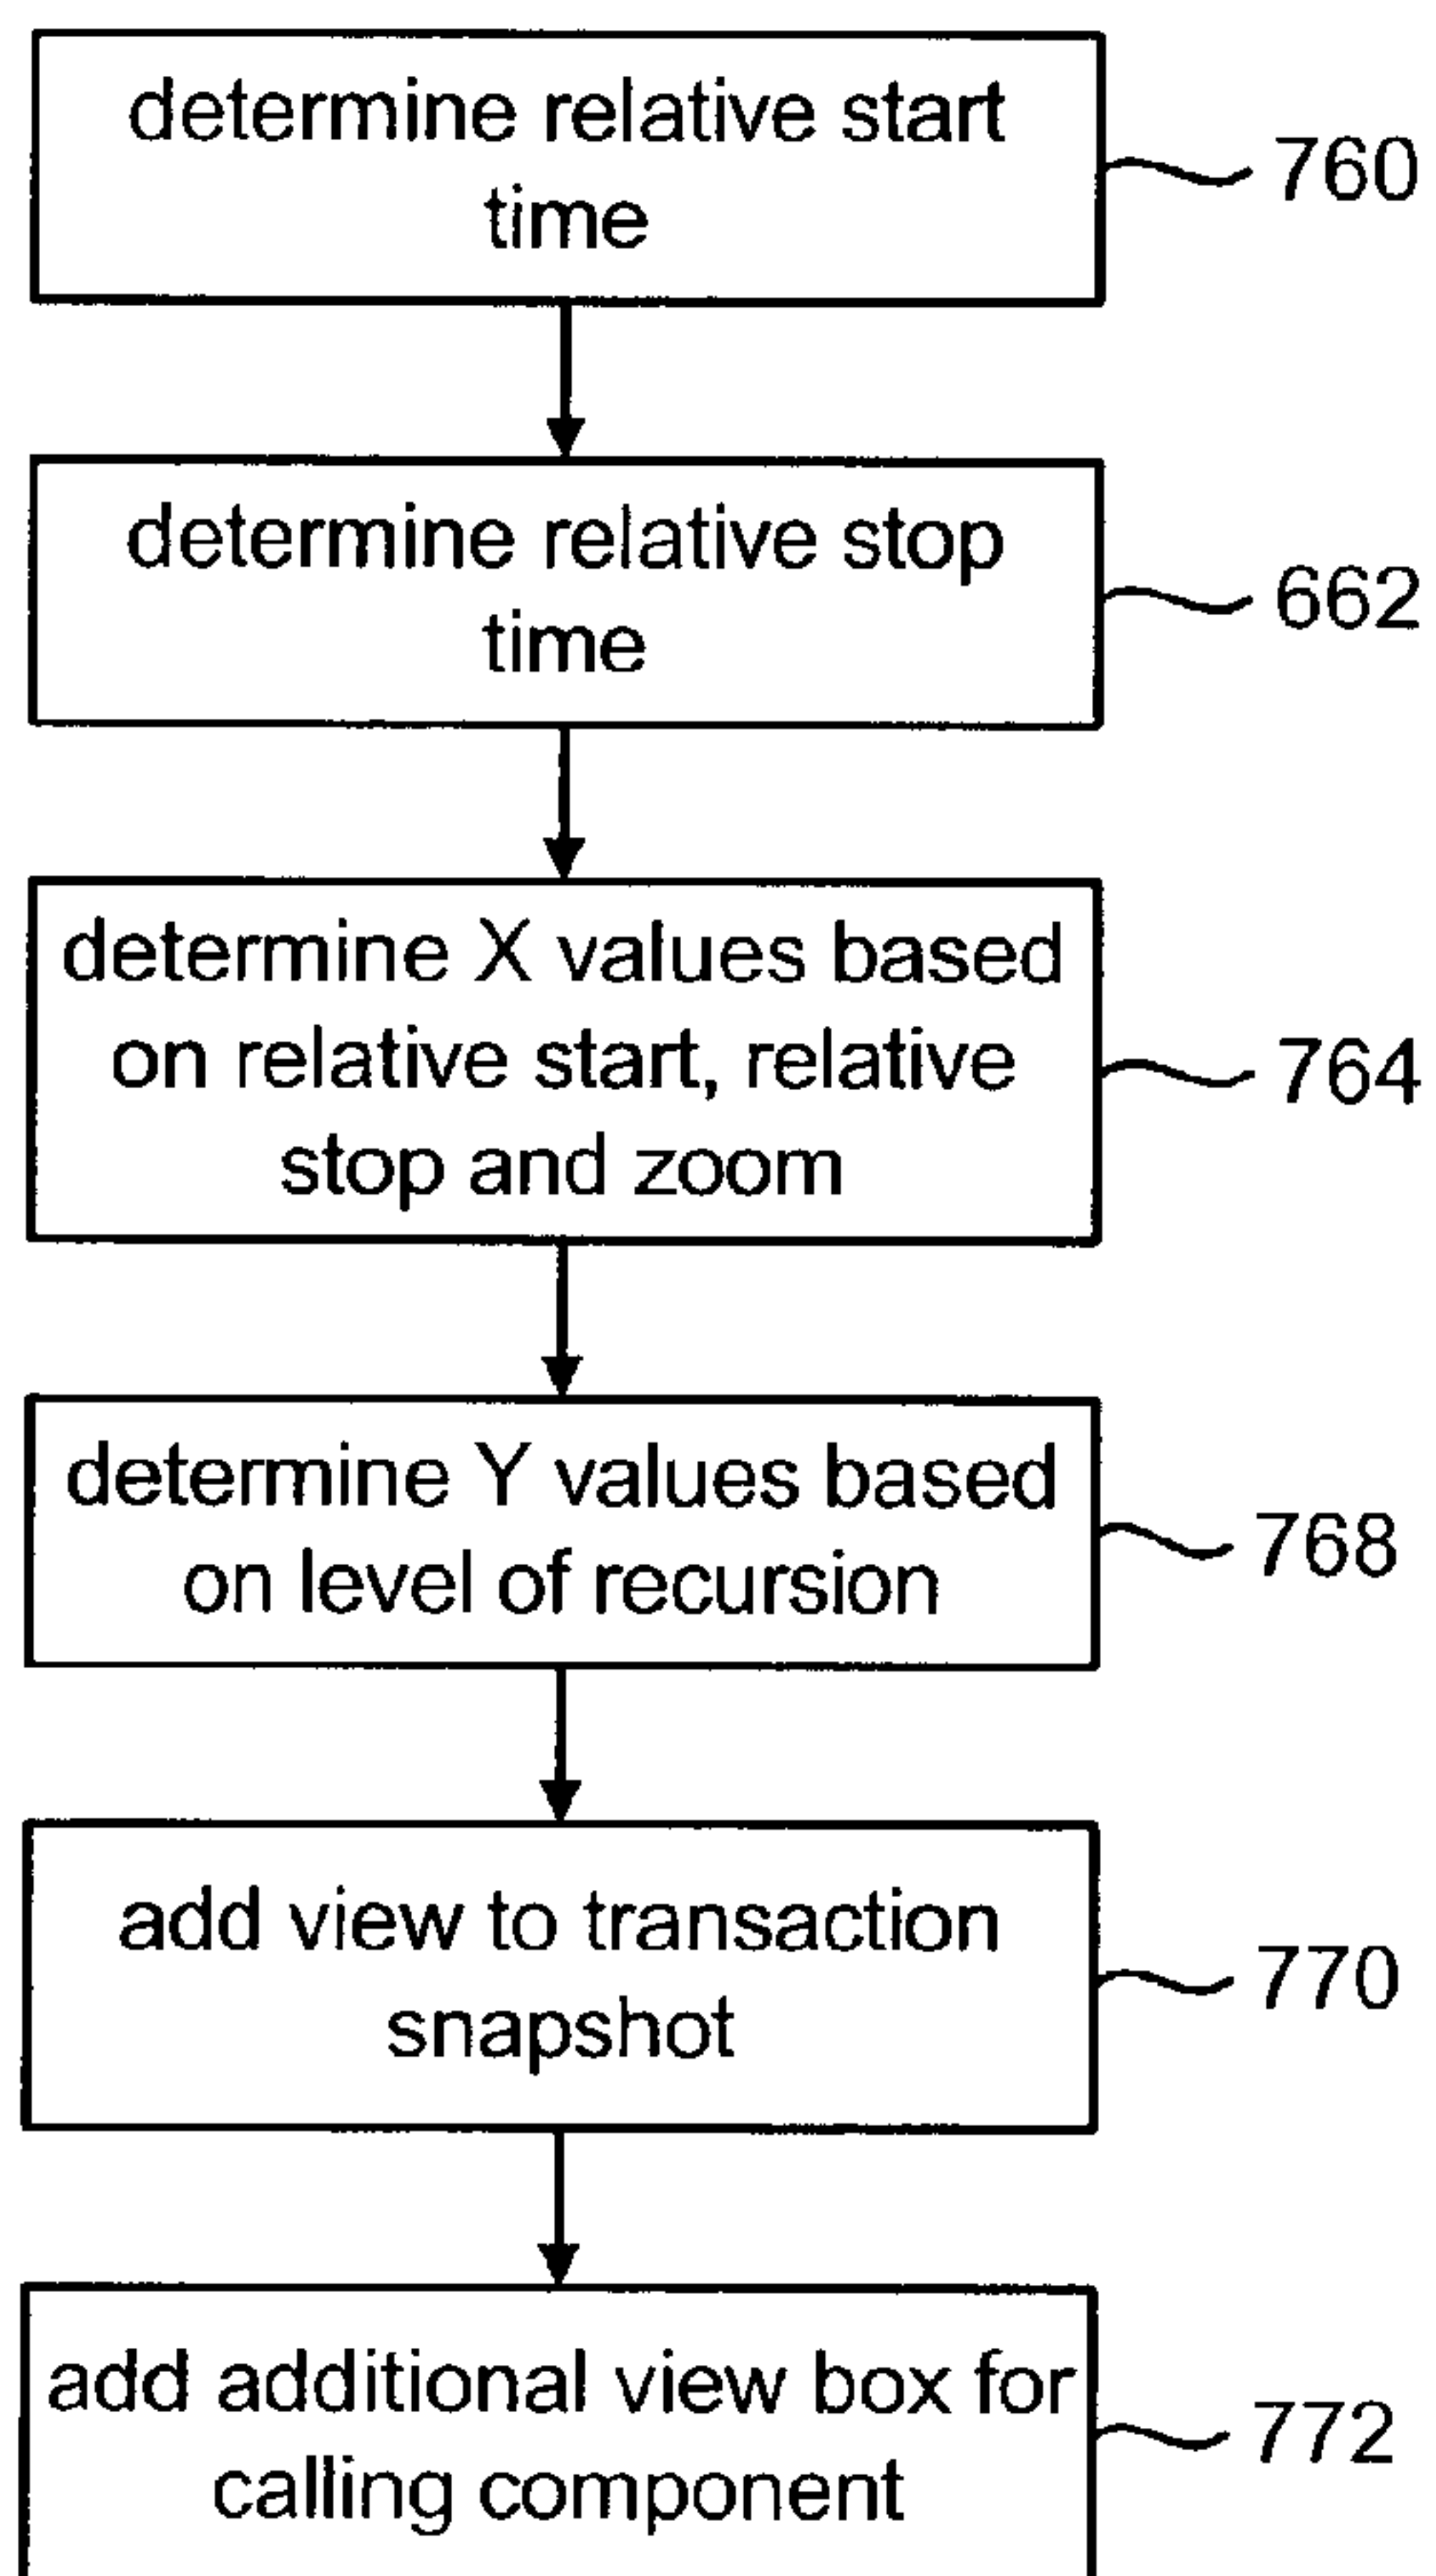 determine relative start
time
760
determine relative stop
time
662
determine X values based
on relative start, relative
stop and zoom
764
determine Y values based
on level of recursion
768
add view to transaction
snapshot
770
add additional view box for
calling component
772